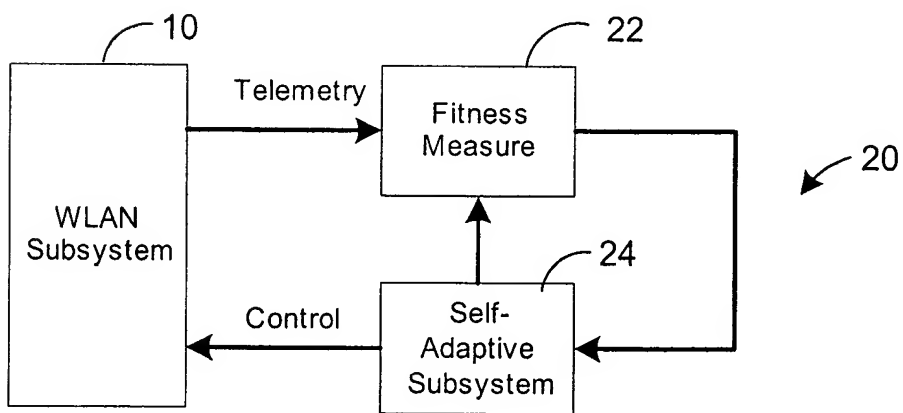 10
22
Telemetry
Fitness
Measure
20
WLAN
Subsystem
24
Control
Self-
Adaptive
Subsystem